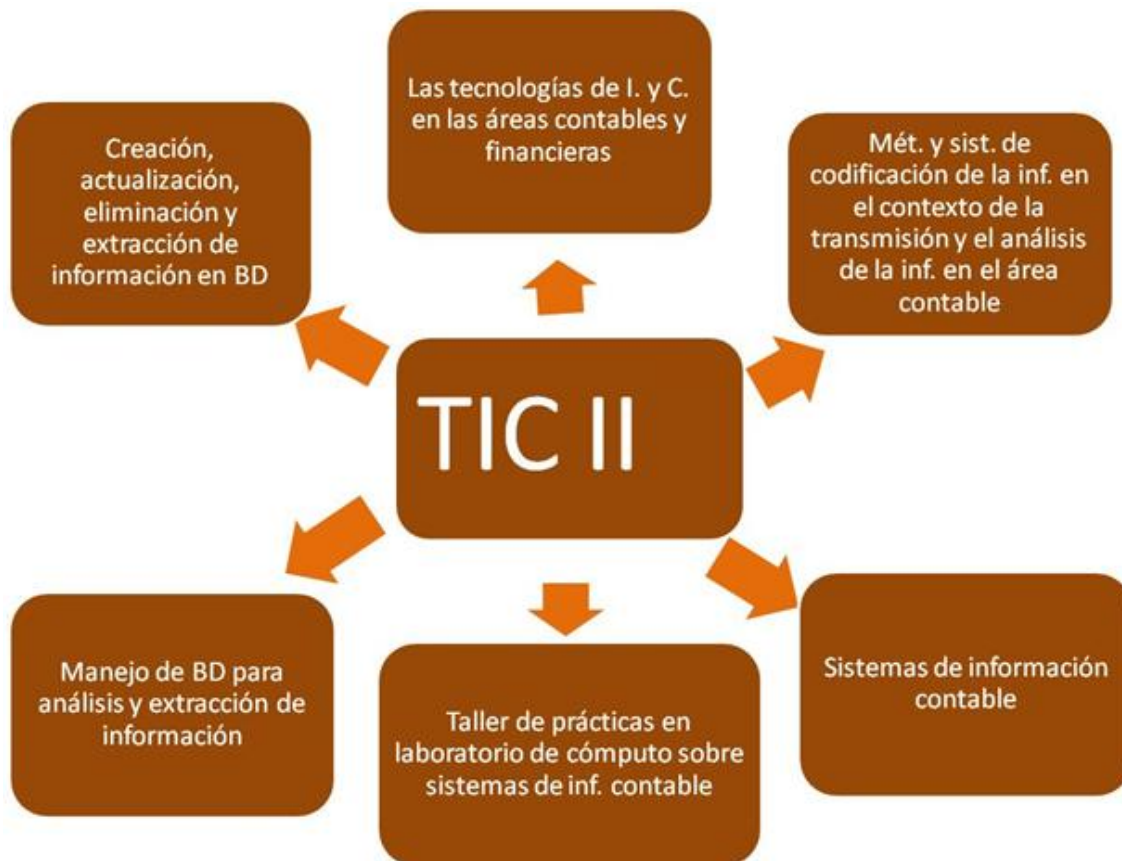 Las tecnologías de I. y C.
en las áreas contables y
financieras
Creación,
actualización,
eliminación y
extracción de
información en BD
Mét. y sist. de
codificación de la inf. en
el contexto de la
transmisión y el análisis
de la inf. en el área
contable
TIC II
Manejo de BD para
análisis y extracción de
información
Taller de prácticas en
laboratorio de cómputo sobre
sistemas de inf. contable
Sistemas de información
contable